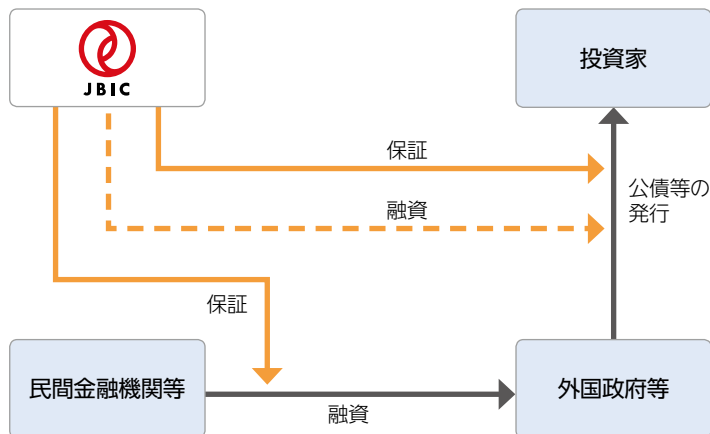 JBIC
投資家
保証
公債等の
発行
融資
保証
民間金融機関等
外国政府等
融資